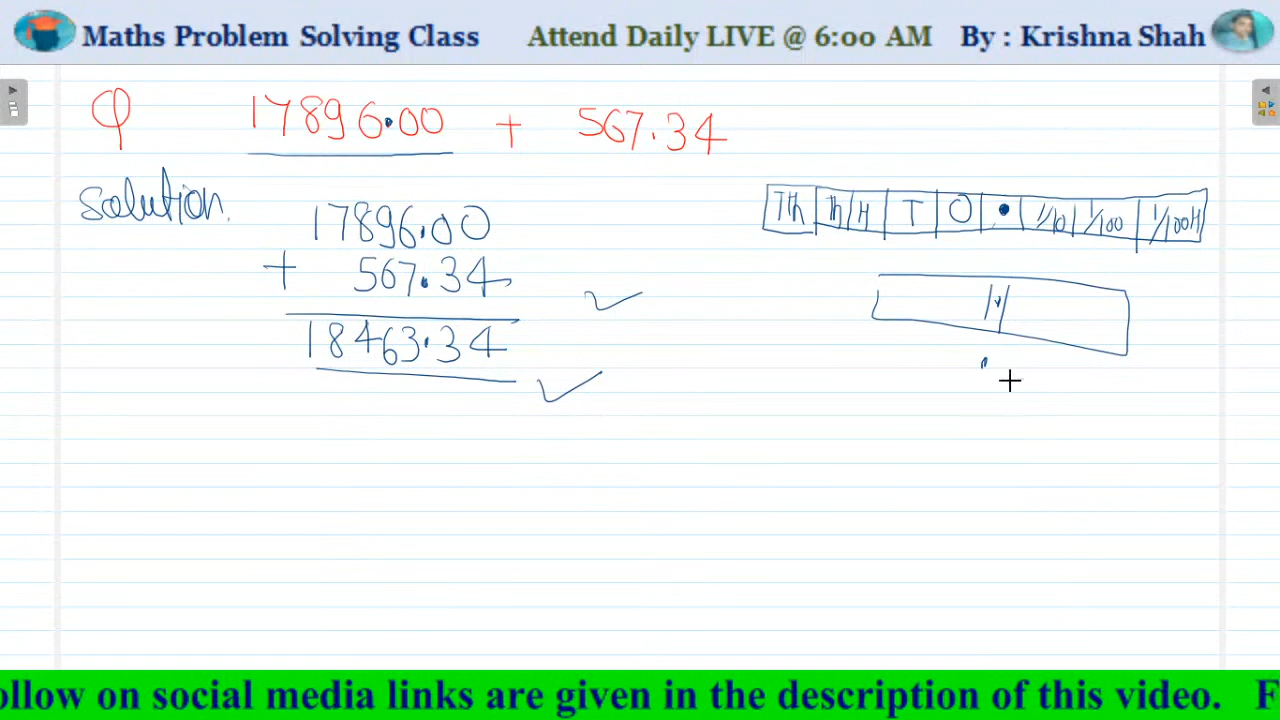 Maths Problem Solving Class Attend Daily LIVE @ 6:00 AM By : Krishna Shah
Q 17896.00 + 567.34
Solution.
17896.00
+ 567.34
18463.34
Tth th H T O • 1/10 1/100 1/100H
ollow on social media links are given in the description of this video. F